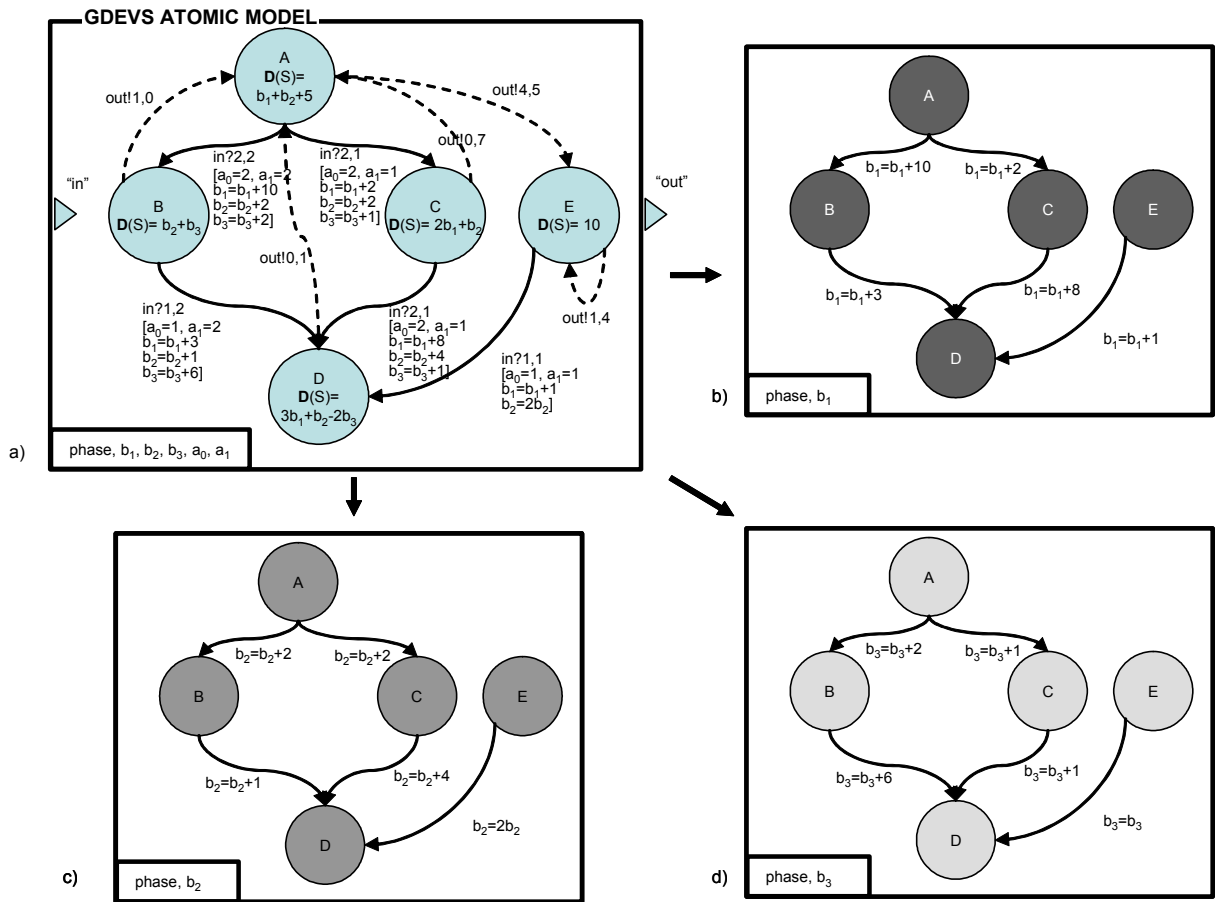 GDEVS ATOMIC MODEL
A
D(S)=
b₁+b₂+5
out!1,0
out!4,5
out!0,7
in?2,2
[a₀=2, a₁=2
b₁=b₁+10
b₂=b₂+2
b₃=b₃+2]
in?2,1
[a₀=2, a₁=1
b₁=b₁+2
b₂=b₂+2
b₃=b₃+1]
“in”
B
D(S)= b₂+b₃
C
D(S)= 2b₁+b₂
E
D(S)= 10
“out”
out!0,1
out!1,4
in?1,2
[a₀=1, a₁=2
b₁=b₁+3
b₂=b₂+1
b₃=b₃+6]
in?2,1
[a₀=2, a₁=1
b₁=b₁+8
b₂=b₂+4
b₃=b₃+1]
in?1,1
[a₀=1, a₁=1
b₁=b₁+1
b₂=2b₂]
D
D(S)=
3b₁+b₂-2b₃
a)
phase, b₁, b₂, b₃, a₀, a₁
A
b₁=b₁+10
b₁=b₁+2
B
C
E
b₁=b₁+3
b₁=b₁+8
b₁=b₁+1
D
b)
phase, b₁
A
b₂=b₂+2
b₂=b₂+2
B
C
E
b₂=b₂+1
b₂=b₂+4
b₂=2b₂
D
c)
phase, b₂
A
b₃=b₃+2
b₃=b₃+1
B
C
E
b₃=b₃+6
b₃=b₃+1
b₃=b₃
D
d)
phase, b₃